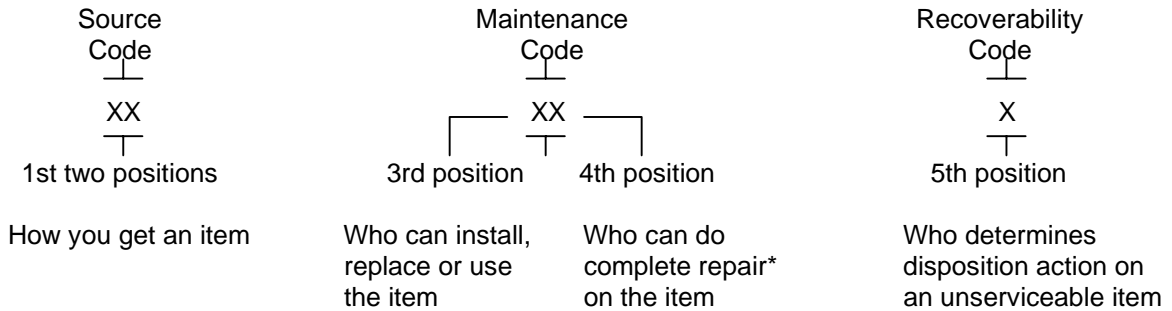 Source
Code
XX
1st two positions
How you get an item
Maintenance
Code
XX
3rd position
4th position
Who can install,
replace or use
the item
Who can do
complete repair*
on the item
Recoverability
Code
X
5th position
Who determines
disposition action on
an unserviceable item